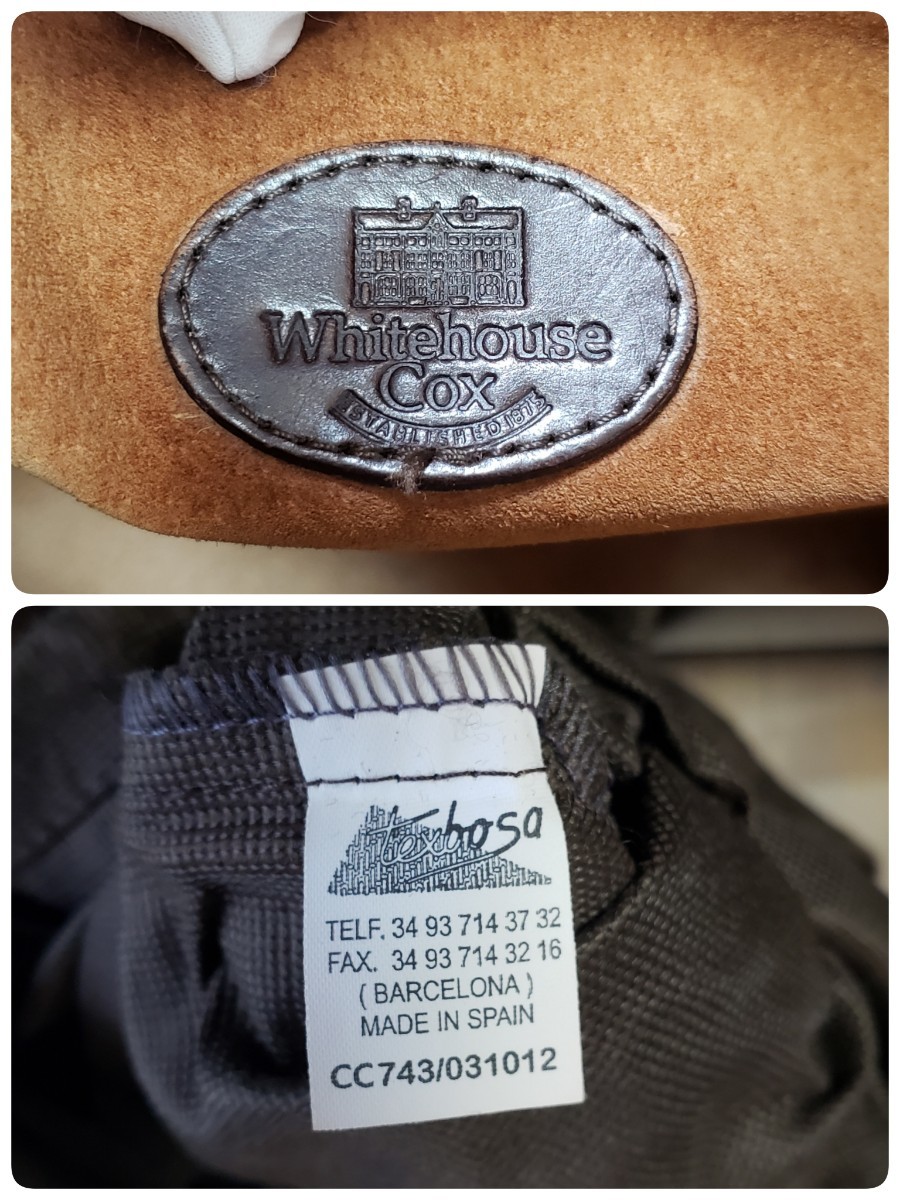 Whitehouse
Cox
ESTABLISHED 1875
texbosa
TELF. 34 93 714 37 32
FAX. 34 93 714 32 16
( BARCELONA )
MADE IN SPAIN
CC743/031012